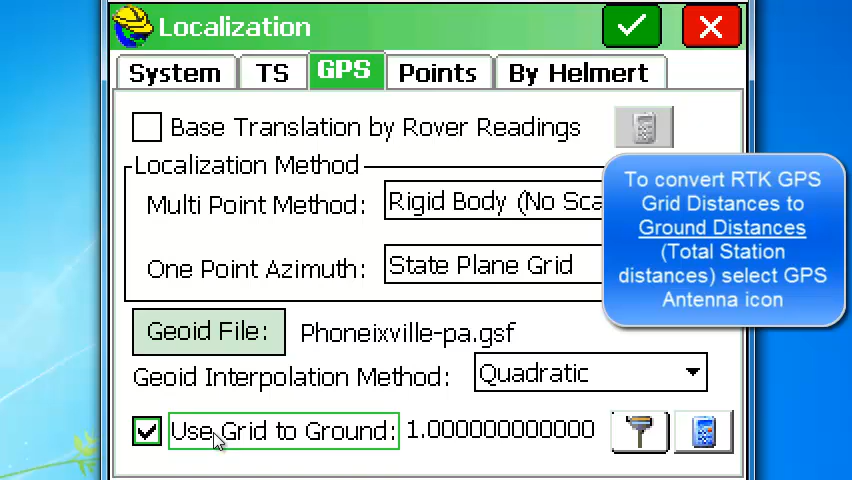 Localization
System TS GPS Points By Helmert
Base Translation by Rover Readings
Localization Method
Multi Point Method: Rigid Body (No Sca
One Point Azimuth: State Plane Grid
To convert RTK GPS
Grid Distances to
Ground Distances
(Total Station
distances) select GPS
Antenna icon
Geoid File: Phoneixville-pa.gsf
Geoid Interpolation Method: Quadratic
Use Grid to Ground: 1.000000000000